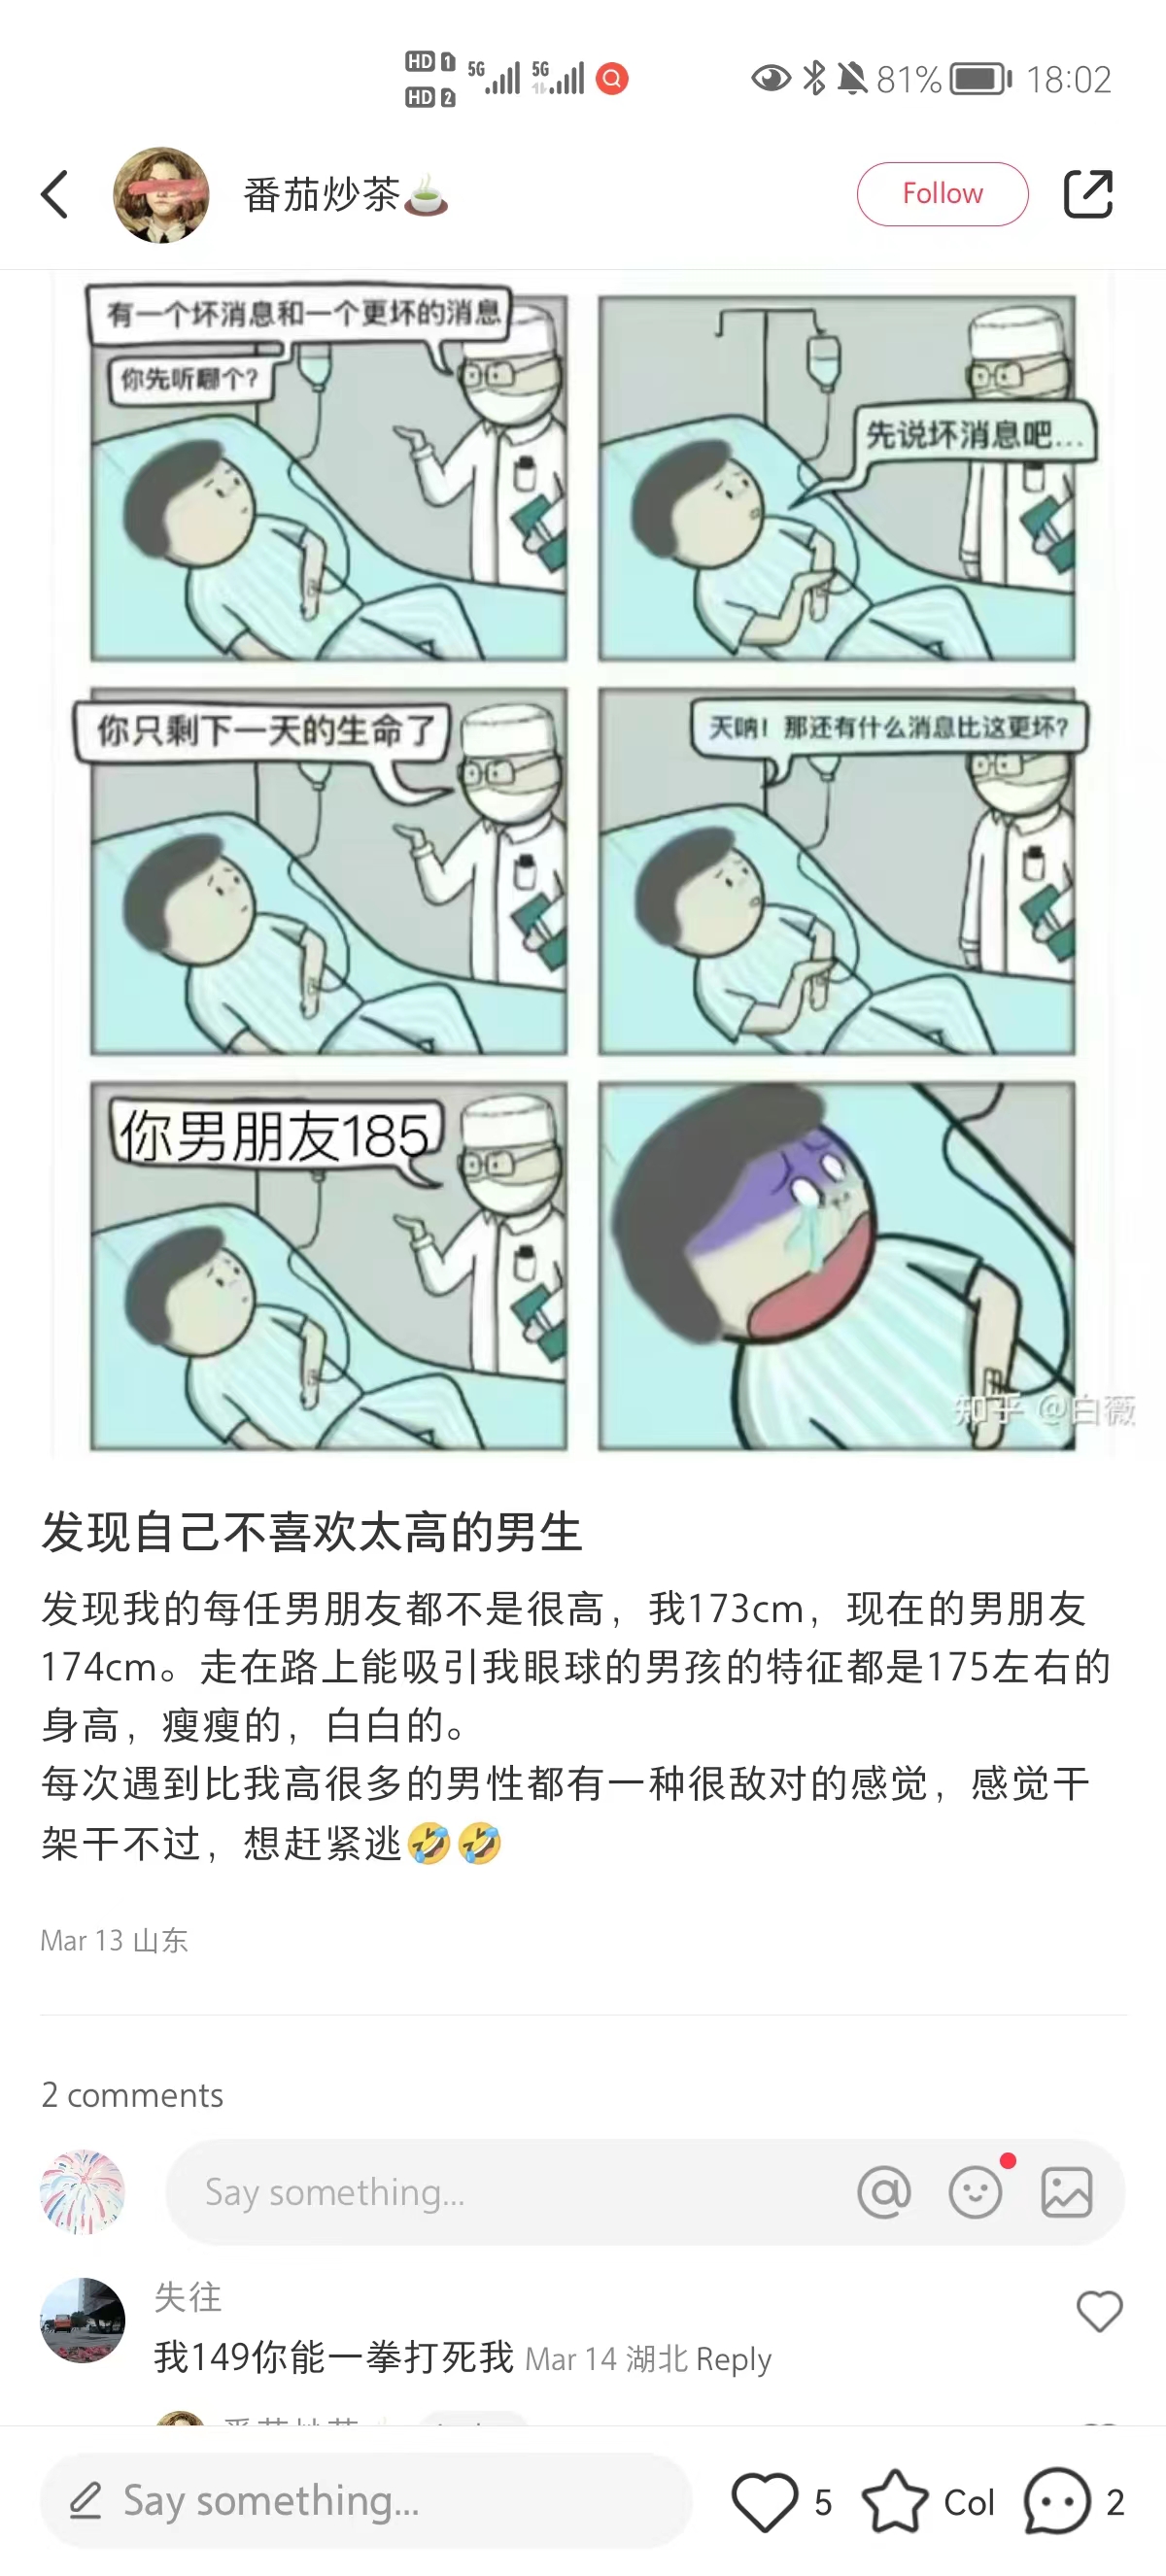 HD 1 5G 5G 81% 18:02
HD 2
番茄炒茶🍵 Follow
有一个坏消息和一个更坏的消息
你先听哪个?
先说坏消息吧...
你只剩下一天的生命了
天呐！那还有什么消息比这更坏?
你男朋友185
知乎 @白薇
发现自己不喜欢太高的男生
发现我的每任男朋友都不是很高，我173cm，现在的男朋友
174cm。走在路上能吸引我眼球的男孩的特征都是175左右的
身高，瘦瘦的，白白的。
每次遇到比我高很多的男性都有一种很敌对的感觉，感觉干
架干不过，想赶紧逃🤣🤣
Mar 13 山东
2 comments
Say something...
失往
我149你能一拳打死我 Mar 14 湖北 Reply
Say something... 5 Col 2